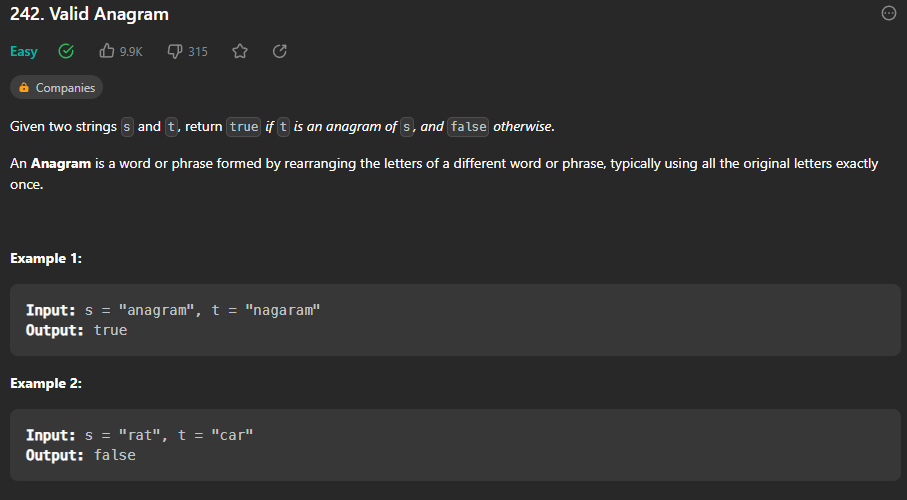 242. Valid Anagram
Easy 9.9K 315
Companies
Given two strings s and t, return true if t is an anagram of s, and false otherwise.
An Anagram is a word or phrase formed by rearranging the letters of a different word or phrase, typically using all the original letters exactly
once.
Example 1:
Input: s = "anagram", t = "nagaram"
Output: true
Example 2:
Input: s = "rat", t = "car"
Output: false